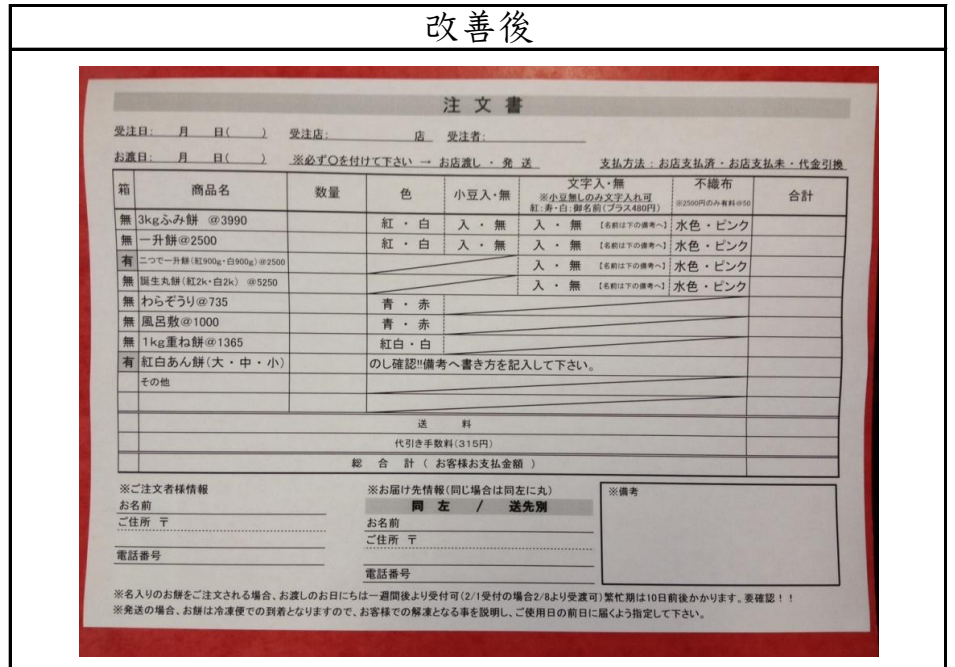 改善後
注 文 書
受注日: 月 日( ) 受注店: 店 受注者:
お渡日: 月 日( ) ※必ず○を付けて下さい → お店渡し ・ 発 送 支払方法 : お店支払済・お店支払未・代金引換
箱 商品名 数量 色 小豆入・無 文字入・無 ※小豆無しのみ文字入れ可 紅:寿・白:御名前(プラス480円) 不織布 ※2500円のみ有料@50 合計
無 3kgふみ餅 @3990 紅 ・ 白 入 ・ 無 入 ・ 無 【名前は下の備考へ】 水色 ・ピンク
無 一升餅@2500 紅 ・ 白 入 ・ 無 入 ・ 無 【名前は下の備考へ】 水色 ・ピンク
有 二つで一升餅(紅900g・白900g)@2500 入 ・ 無 【名前は下の備考へ】 水色 ・ピンク
無 誕生丸餅(紅2k・白2k) @5250 入 ・ 無 【名前は下の備考へ】 水色 ・ピンク
無 わらぞうり@735 青 ・ 赤
無 風呂敷@1000 青 ・ 赤
無 1kg重ね餅@1365 紅白・白
有 紅白あん餅(大・中・小) のし確認!!備考へ書き方を記入して下さい。
その他
送 料
代引き手数料(315円)
総 合 計 ( お客様お支払金額 )
※ご注文者様情報 ※お届け先情報(同じ場合は同左に丸) ※備考
同 左 / 送先別
お名前 お名前
ご住所 〒 ご住所 〒
電話番号 電話番号
※名入りのお餅をご注文される場合、お渡しのお日にちは一週間後より受付可(2/1受付の場合2/8より受渡可)繁忙期は10日前後かかります。要確認!!
※発送の場合、お餅は冷凍便での到着となりますので、お客様での解凍となる事を説明し、ご使用日の前日に届くよう指定して下さい。